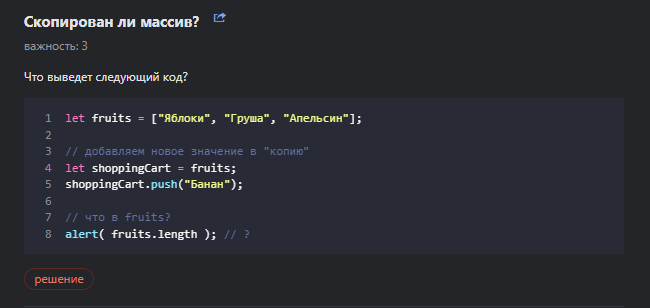 Скопирован ли массив?
важность: 3
Что выведет следующий код?
1 let fruits = ["Яблоки", "Груша", "Апельсин"];
2
3 // добавляем новое значение в "копию"
4 let shoppingCart = fruits;
5 shoppingCart.push("Банан");
6
7 // что в fruits?
8 alert( fruits.length ); // ?
решение